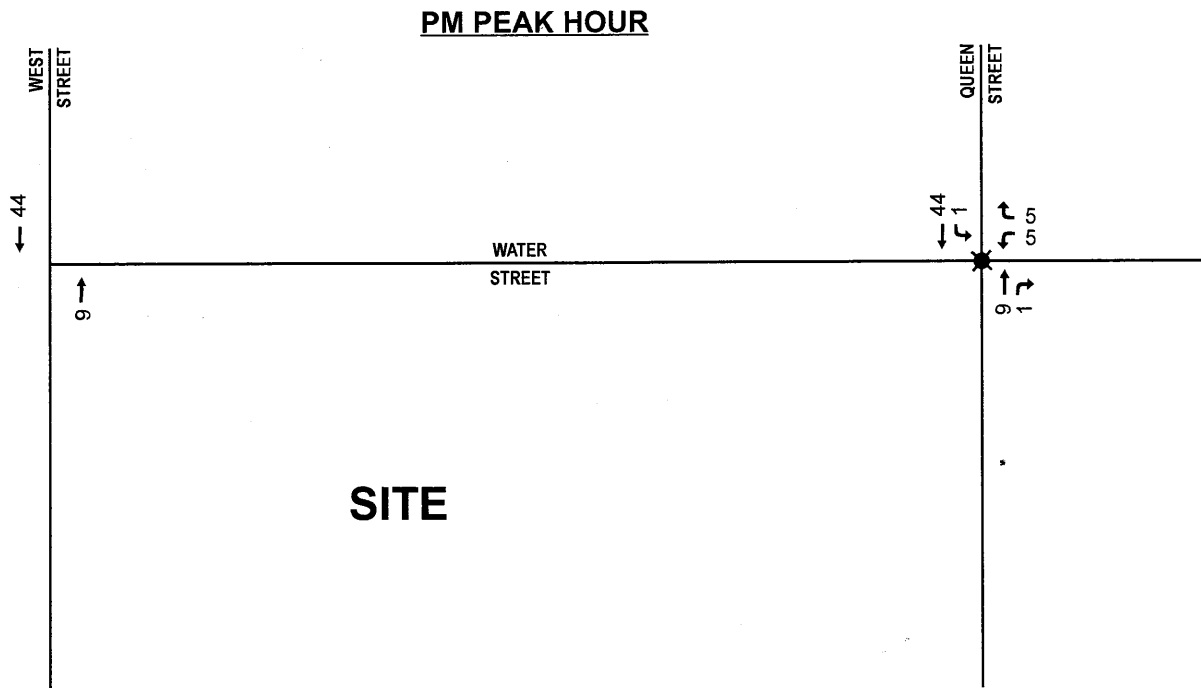 PM PEAK HOUR
WEST
STREET
QUEEN
STREET
44
9
WATER
STREET
44
1
5
5
9
1
SITE